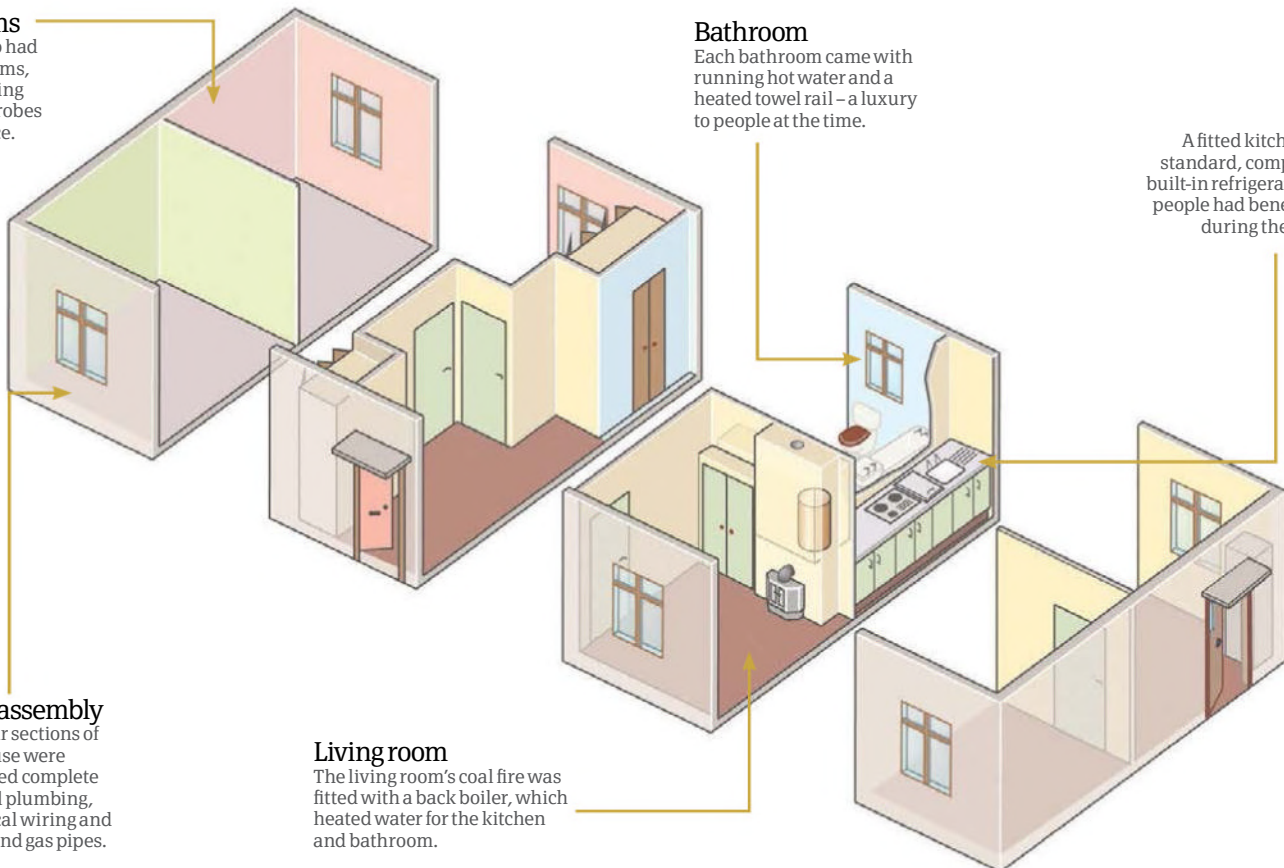 ns
had
ms,
ing
robes
ce.
Bathroom
Each bathroom came with
running hot water and a
heated towel rail – a luxury
to people at the time.
A fitted kitch
standard, comp
built-in refrigera
people had bene
during the
assembly
r sections of
use were
ed complete
plumbing,
cal wiring and
nd gas pipes.
Living room
The living room's coal fire was
fitted with a back boiler, which
heated water for the kitchen
and bathroom.